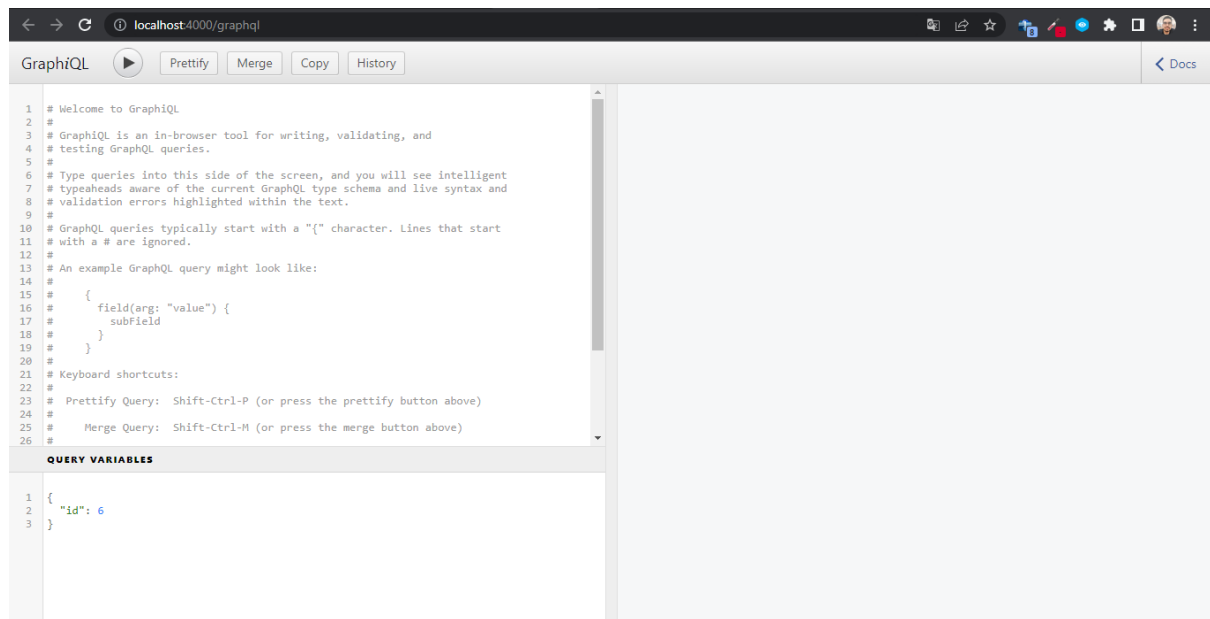 localhost:4000/graphql
GraphiQL Prettify Merge Copy History Docs
1 # Welcome to GraphiQL
2 #
3 # GraphiQL is an in-browser tool for writing, validating, and
4 # testing GraphQL queries.
5 #
6 # Type queries into this side of the screen, and you will see intelligent
7 # typeaheads aware of the current GraphQL type schema and live syntax and
8 # validation errors highlighted within the text.
9 #
10 # GraphQL queries typically start with a "{" character. Lines that start
11 # with a # are ignored.
12 #
13 # An example GraphQL query might look like:
14 #
15 #     {
16 #       field(arg: "value") {
17 #         subField
18 #       }
19 #     }
20 #
21 # Keyboard shortcuts:
22 #
23 #  Prettify Query:  Shift-Ctrl-P (or press the prettify button above)
24 #
25 #     Merge Query:  Shift-Ctrl-M (or press the merge button above)
26 #
QUERY VARIABLES
1 {
2   "id": 6
3 }